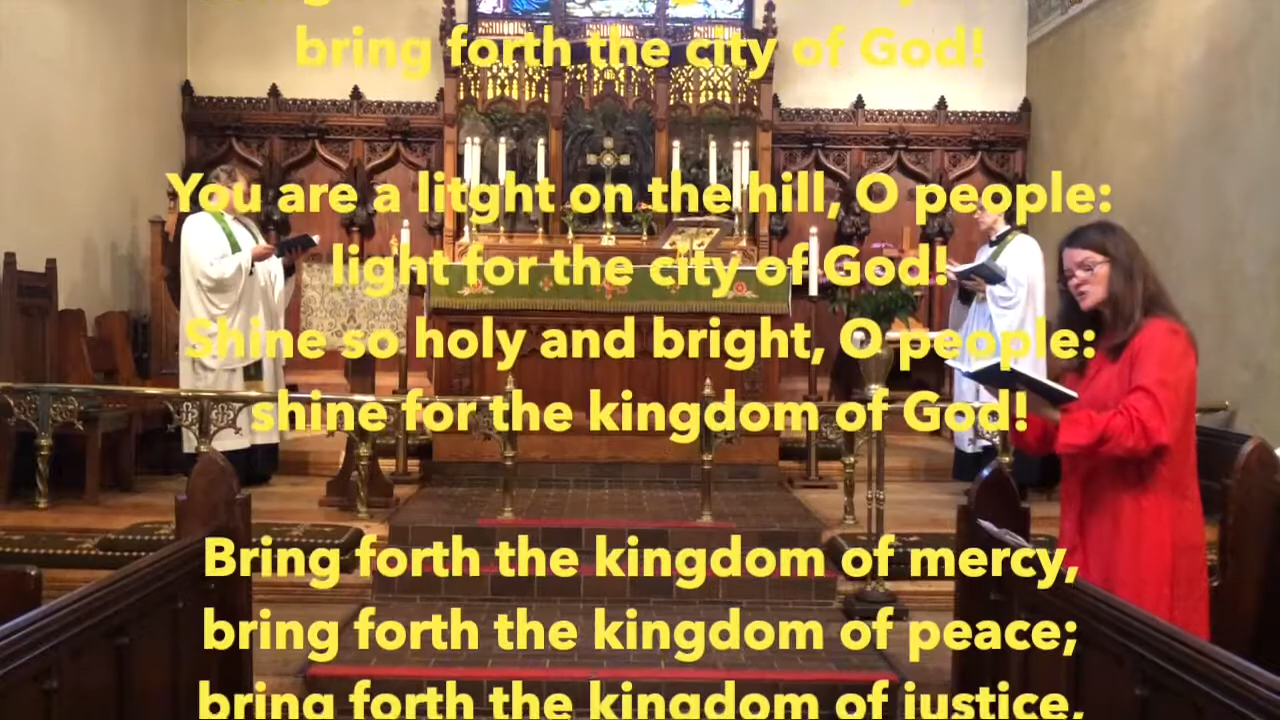 bring forth the city of God!
You are a litght on the hill, O people:
light for the city of God!
Shine so holy and bright, O people:
shine for the kingdom of God!
Bring forth the kingdom of mercy,
bring forth the kingdom of peace;
bring forth the kingdom of justice,